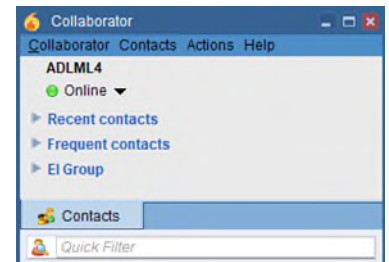 Collaborator
Collaborator Contacts Actions Help
ADLML4
Online
Recent contacts
Frequent contacts
EI Group
Contacts
Quick Filter